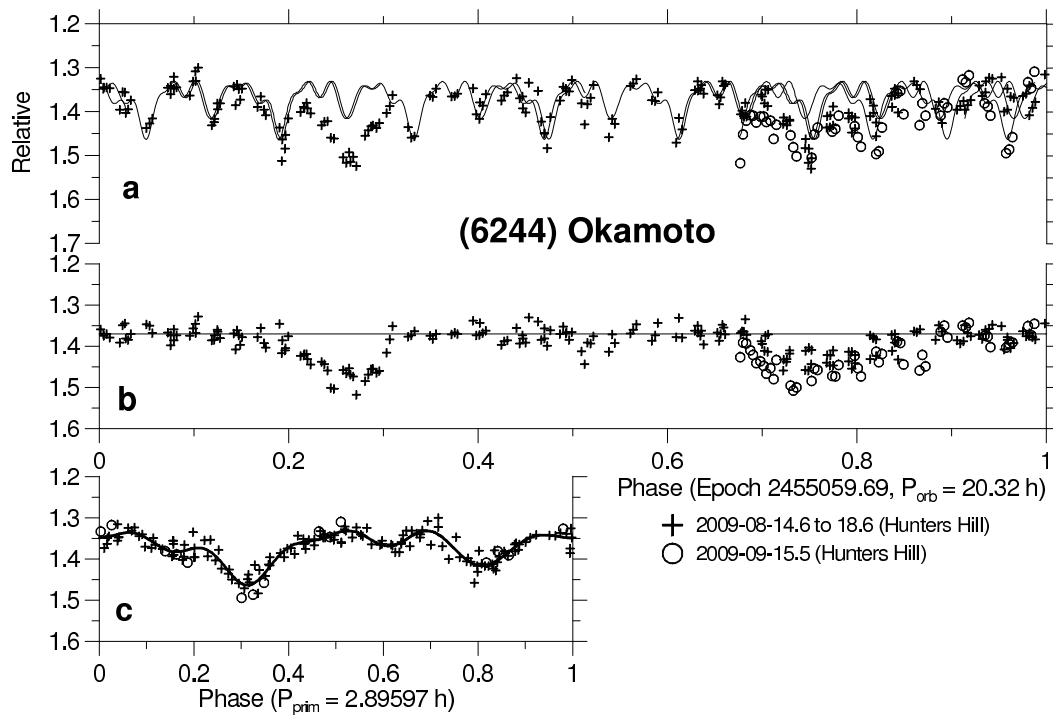 1.2
1.3
1.4
1.5
1.6
1.7
Relative
a
(6244) Okamoto
1.2
1.3
1.4
1.5
1.6
b
0 0.2 0.4 0.6 0.8 1
Phase (Epoch 2455059.69, P_orb = 20.32 h)
+ 2009-08-14.6 to 18.6 (Hunters Hill)
○ 2009-09-15.5 (Hunters Hill)
1.2
1.3
1.4
1.5
1.6
c
0 0.2 0.4 0.6 0.8 1
Phase (P_prim = 2.89597 h)